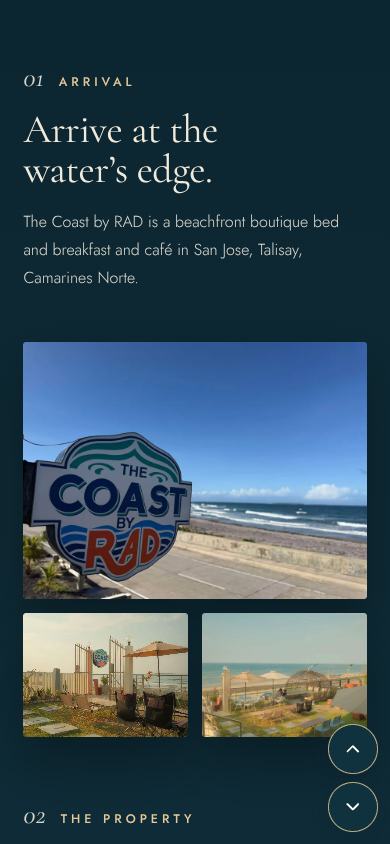 01 ARRIVAL
Arrive at the
water’s edge.
The Coast by RAD is a beachfront boutique bed
and breakfast and café in San Jose, Talisay,
Camarines Norte.
THE
COAST
BY
RAD
02 THE PROPERTY